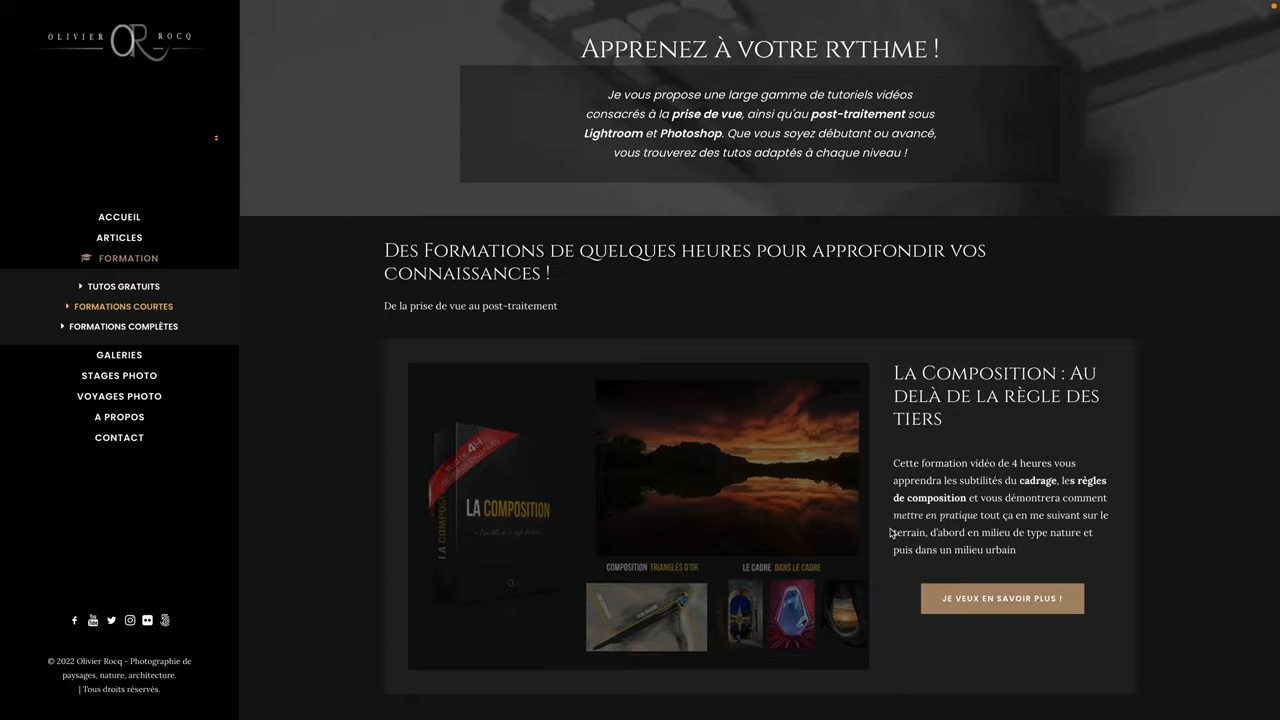 OLIVIER OR ROCQ
ACCUEIL
ARTICLES
FORMATION
TUTOS GRATUITS
FORMATIONS COURTES
FORMATIONS COMPLÈTES
GALERIES
STAGES PHOTO
VOYAGES PHOTO
A PROPOS
CONTACT
© 2022 Olivier Rocq - Photographie de
paysages, nature, architecture.
| Tous droits réservés.
Apprenez à votre rythme !
Je vous propose une large gamme de tutoriels vidéos
consacrés à la prise de vue, ainsi qu'au post-traitement sous
Lightroom et Photoshop. Que vous soyez débutant ou avancé,
vous trouverez des tutos adaptés à chaque niveau !
Des Formations de quelques heures pour approfondir vos
connaissances !
De la prise de vue au post-traitement
PLUS DE 4H
LA COMPOSITION
LA COMPOSITION
COMPOSITION TRIANGLES D'OR
LE CADRE DANS LE CADRE
La Composition : Au
delà de la règle des
tiers
Cette formation vidéo de 4 heures vous
apprendra les subtilités du cadrage, les règles
de composition et vous démontrera comment
mettre en pratique tout ça en me suivant sur le
terrain, d'abord en milieu de type nature et
puis dans un milieu urbain
JE VEUX EN SAVOIR PLUS !